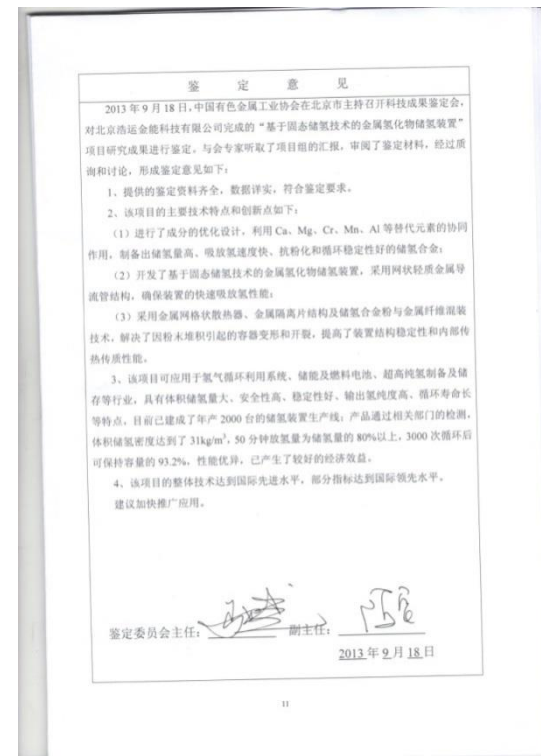 鉴 定 意 见
2013 年 9 月 18 日，中国有色金属工业协会在北京市主持召开科技成果鉴定会，
对北京浩运金能科技有限公司完成的“基于固态储氢技术的金属氢化物储氢装置”
项目研究成果进行鉴定。与会专家听取了项目组的汇报，审阅了鉴定材料，经过质
询和讨论，形成鉴定意见如下：
1、提供的鉴定资料齐全，数据详实，符合鉴定要求。
2、该项目的主要技术特点和创新点如下：
（1）进行了成分的优化设计，利用 Ca、Mg、Cr、Mn、Al 等替代元素的协同
作用，制备出储氢量高、吸放氢速度快、抗粉化和循环稳定性好的储氢合金；
（2）开发了基于固态储氢技术的金属氢化物储氢装置，采用网状轻质金属导
流管结构，确保装置的快速吸放氢性能；
（3）采用金属网格状散热器、金属隔离片结构及储氢合金粉与金属纤维混装
技术，解决了因粉末堆积引起的容器变形和开裂，提高了装置结构稳定性和内部传
热传质性能。
3、该项目可应用于氢气循环利用系统、储能及燃料电池、超高纯氢制备及储
存等行业，具有体积储氢量大、安全性高、稳定性好、输出氢纯度高、循环寿命长
等特点，目前已建成了年产 2000 台的储氢装置生产线；产品通过相关部门的检测，
体积储氢密度达到了 31kg/m³，50 分钟放氢量为储氢量的 80%以上，3000 次循环后
可保持容量的 93.2%，性能优异，已产生了较好的经济效益。
4、该项目的整体技术达到国际先进水平，部分指标达到国际领先水平。
建议加快推广应用。
鉴定委员会主任： 副主任：
2013 年 9 月 18 日
11